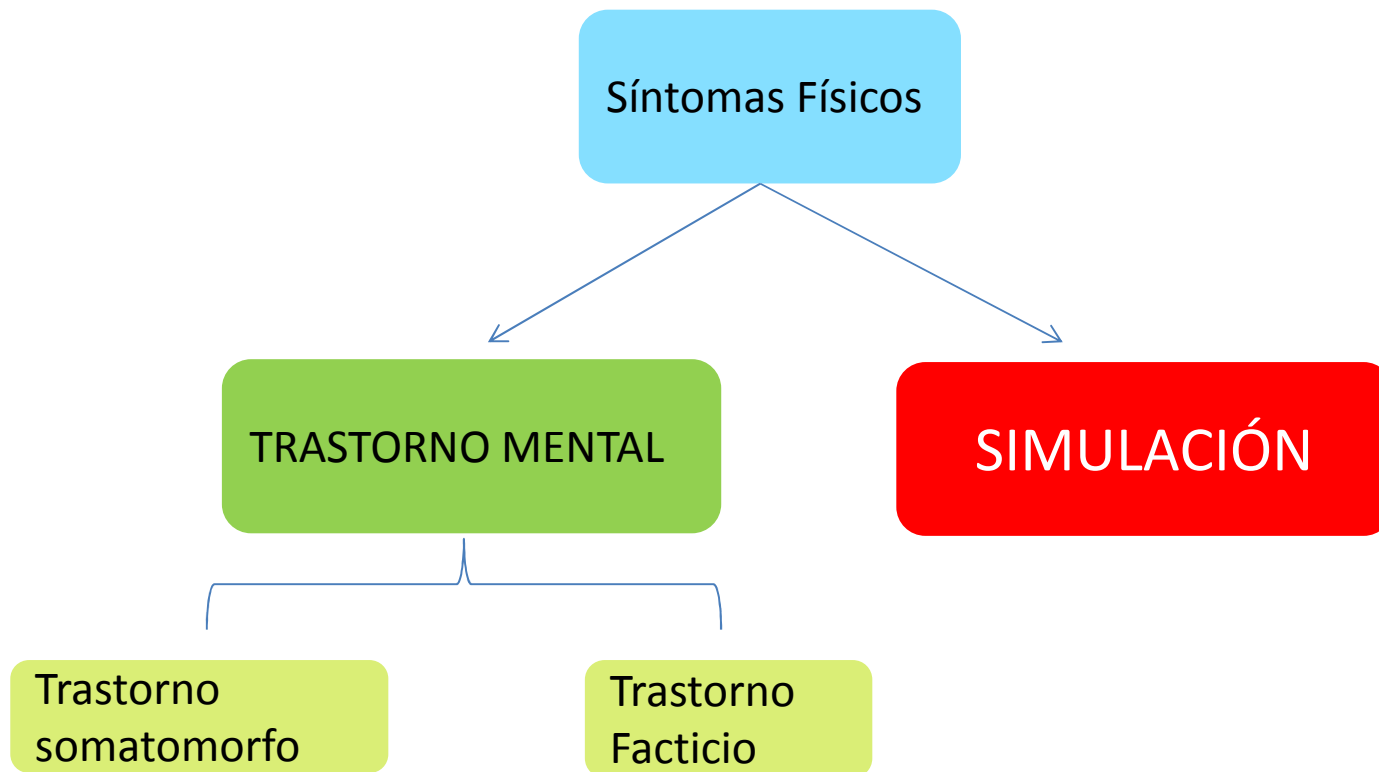 Síntomas Físicos
TRASTORNO MENTAL
SIMULACIÓN
Trastorno
somatomorfo
Trastorno
Facticio